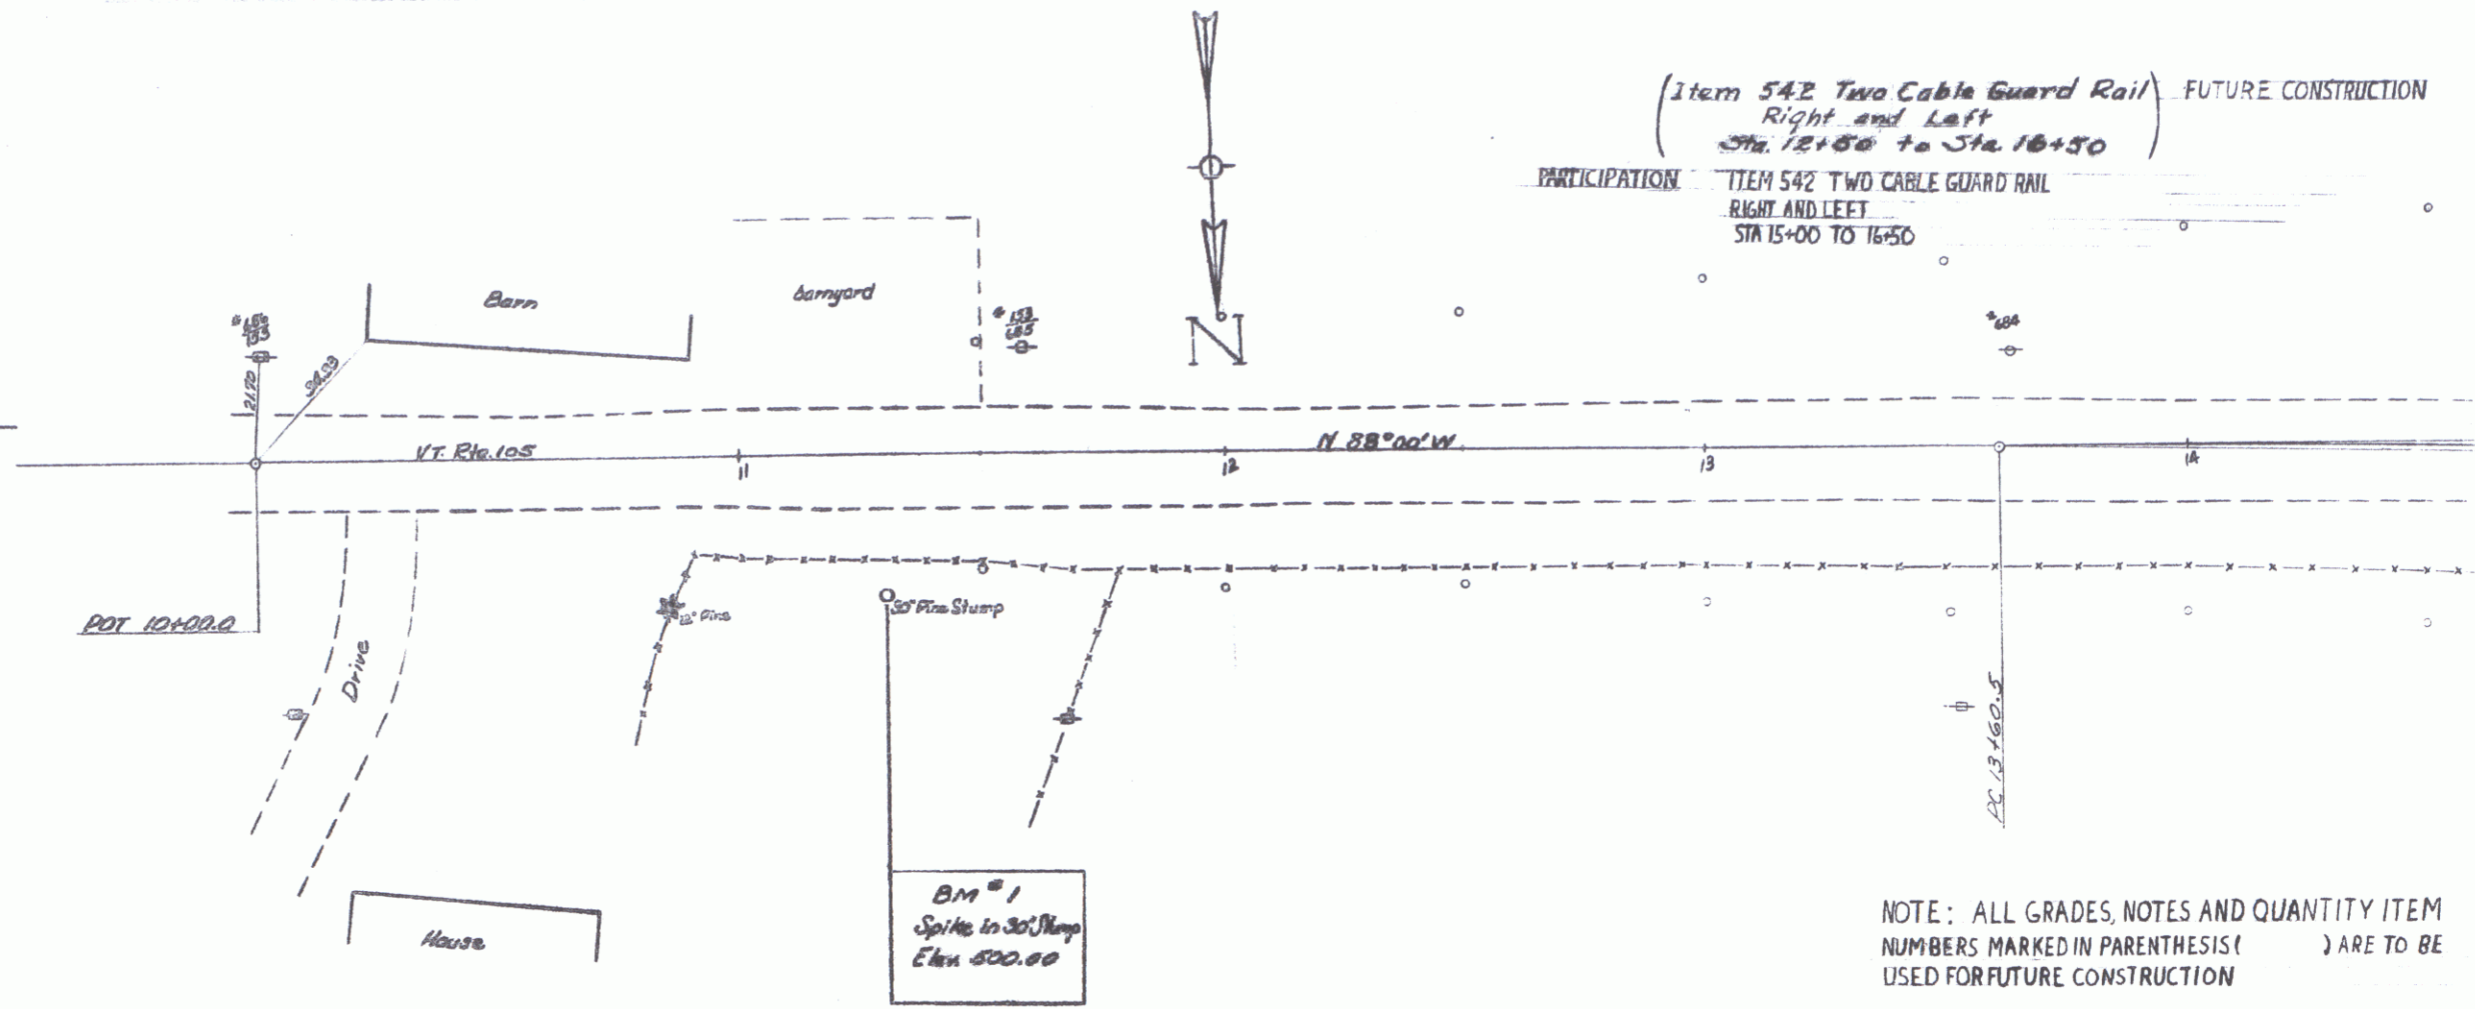 (Item 542 Two Cable Guard Rail) FUTURE CONSTRUCTION
Right and Left
Sta. 12+50 to Sta. 16+50
PARTICIPATION ITEM 542 TWO CABLE GUARD RAIL
RIGHT AND LEFT
STA 15+00 TO 16+50
Barn
barnyard
N
#684
21.70
VT. Rte. 105
N 88°00'W
11
12
13
14
30" Pine Stump
12" Pine
POT 10+00.0
Drive
PC 13+60.5
House
BM #1
Spike in 30" Stump
Elev. 500.00
NOTE: ALL GRADES, NOTES AND QUANTITY ITEM
NUMBERS MARKED IN PARENTHESIS ( ) ARE TO BE
USED FOR FUTURE CONSTRUCTION